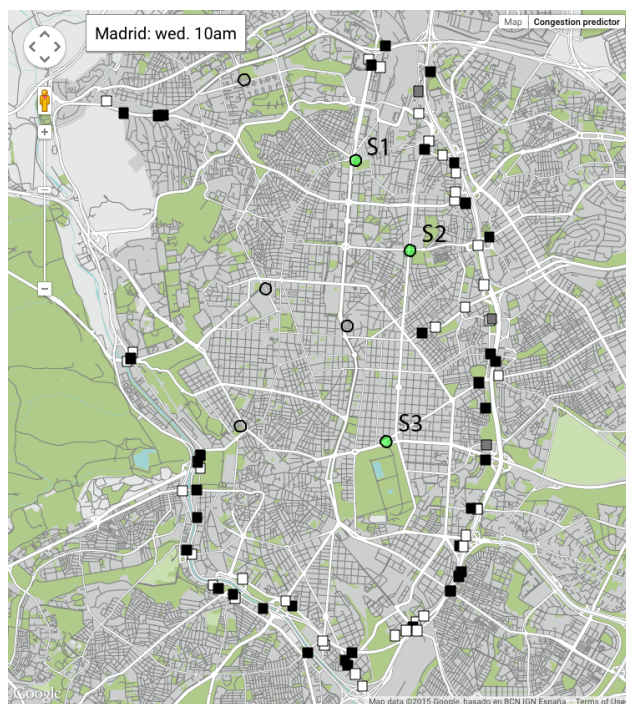 Madrid: wed. 10am
Map
Congestion predictor
S1
S2
S3
Google
Map data ©2015 Google, basado en BCN IGN España
Terms of Use